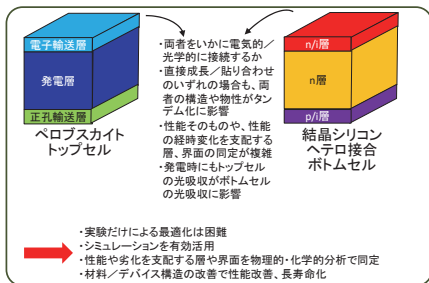 電子輸送層
発電層
正孔輸送層
ペロブスカイト
トップセル
・両者をいかに電気的／
光学的に接続するか
・直接成長／貼り合わせ
のいずれの場合も、両
者の構造や物性がタン
デム化に影響
・性能そのものや、性能
の経時変化を支配する
層、界面の同定が複雑
・発電時にもトップセル
の光吸収がボトムセル
の光吸収に影響
n/i層
n層
p/i層
結晶シリコン
ヘテロ接合
ボトムセル
・実験だけによる最適化は困難
・シミュレーションを有効活用
・性能や劣化を支配する層や界面を物理的・化学的分析で同定
・材料／デバイス構造の改善で性能改善、長寿命化